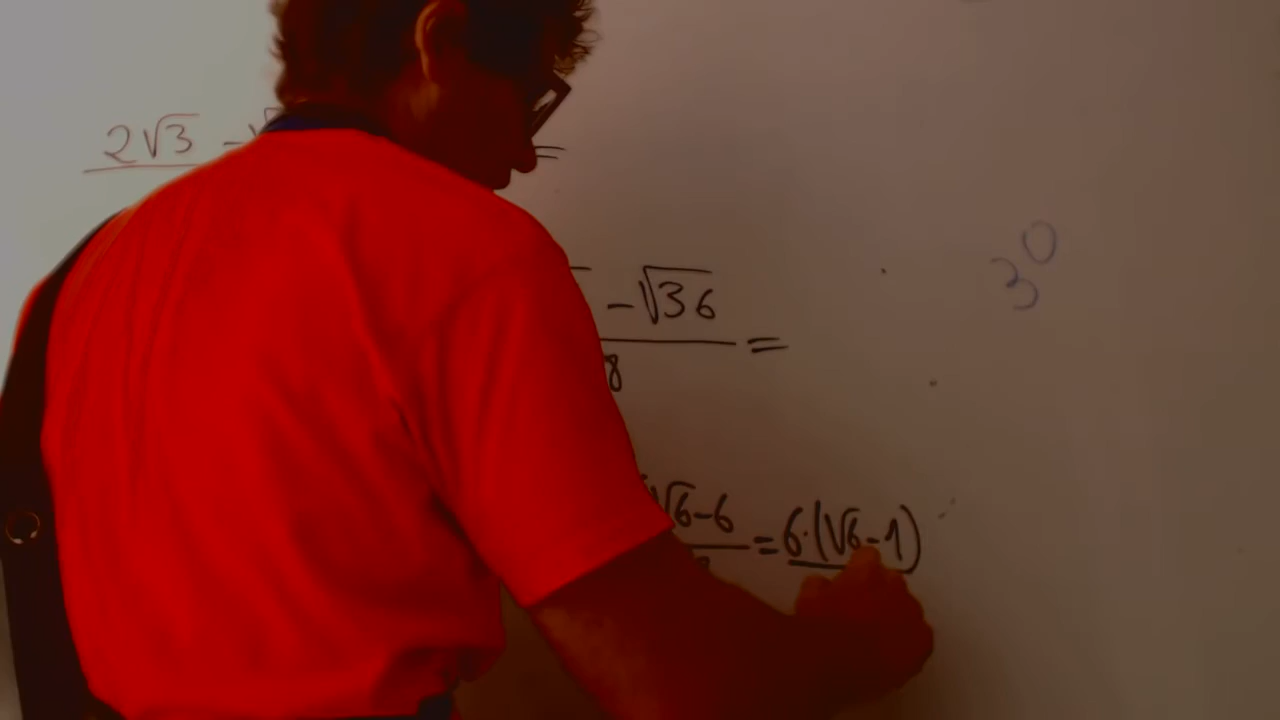 2√3 - √ =
3⁰
- √36 =
8
√6-6 = 6·(√6-1)